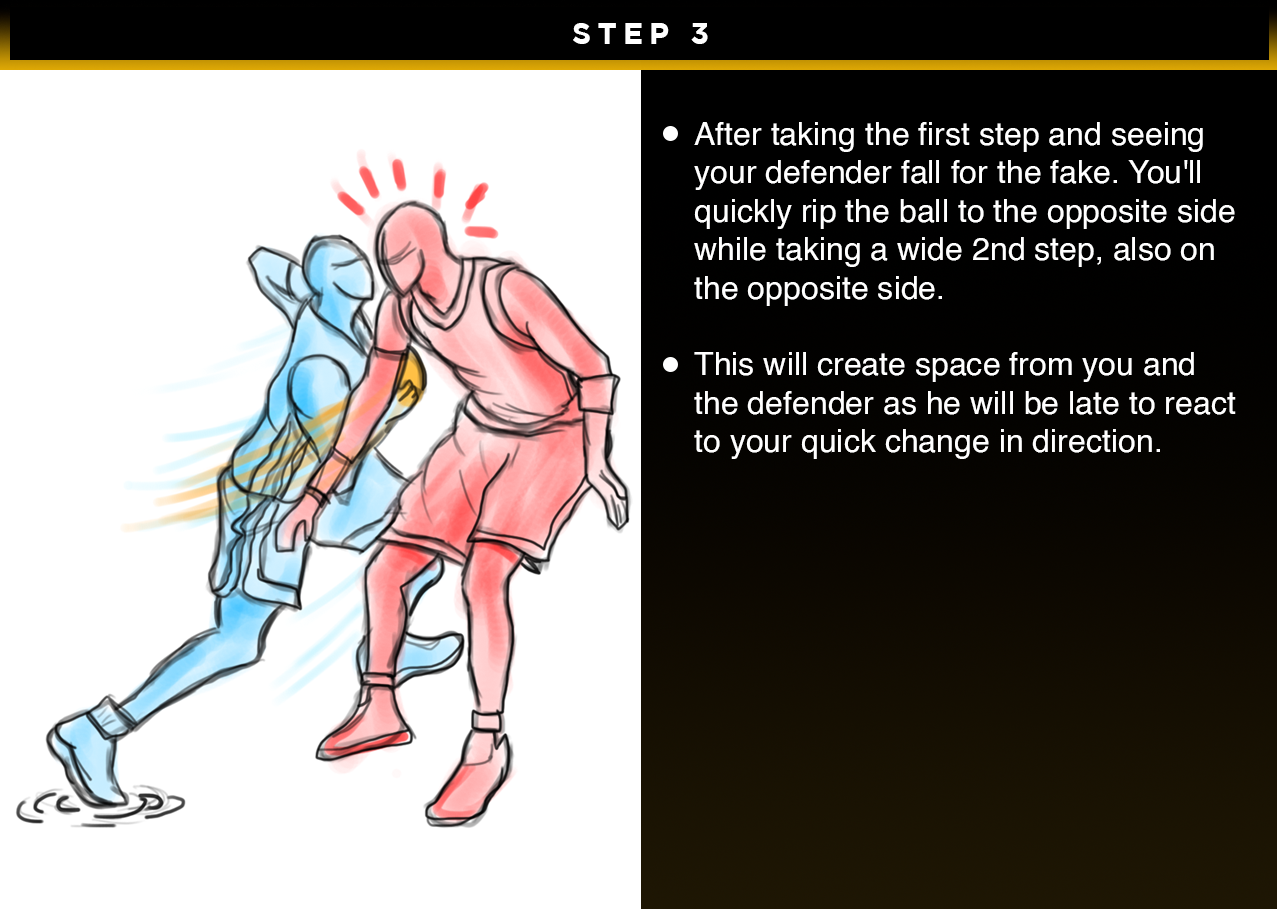 STEP 3
• After taking the first step and seeing
your defender fall for the fake. You'll
quickly rip the ball to the opposite side
while taking a wide 2nd step, also on
the opposite side.
• This will create space from you and
the defender as he will be late to react
to your quick change in direction.